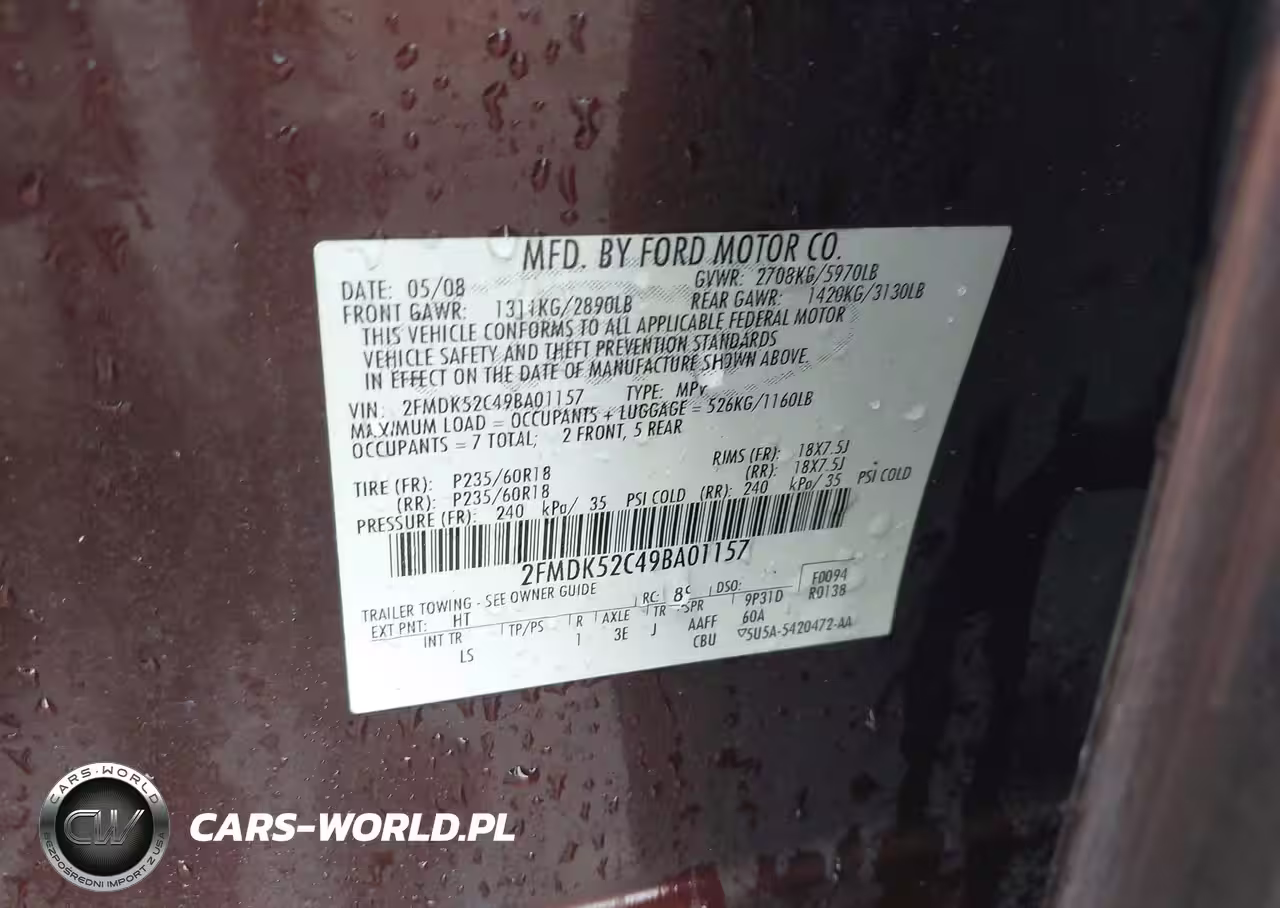 MFD. BY FORD MOTOR CO.
DATE: 05/08 GVWR: 2708KG/5970LB
FRONT GAWR: 1311KG/2890LB REAR GAWR: 1420KG/3130LB
THIS VEHICLE CONFORMS TO ALL APPLICABLE FEDERAL MOTOR
VEHICLE SAFETY AND THEFT PREVENTION STANDARDS
IN EFFECT ON THE DATE OF MANUFACTURE SHOWN ABOVE.
VIN: 2FMDK52C49BA01157 TYPE: MPV
MAXIMUM LOAD = OCCUPANTS + LUGGAGE = 526KG/1160LB
OCCUPANTS = 7 TOTAL; 2 FRONT, 5 REAR
TIRE (FR): P235/60R18 RIMS (FR): 18X7.5J
(RR): P235/60R18 (RR): 18X7.5J
PRESSURE (FR): 240 kPa/ 35 PSI COLD (RR): 240 kPa/ 35 PSI COLD
2FMDK52C49BA01157
TRAILER TOWING - SEE OWNER GUIDE RC: DSO: F0094
EXT PNT: HT 9P31D R0138
INT TR TP/PS R AXLE TR SPR 60A
LS 1 3E J AAFF
CBU 5U5A-5420472-AA
CARS-WORLD
CW
BEZPOŚREDNI IMPORT Z USA
CARS-WORLD.PL